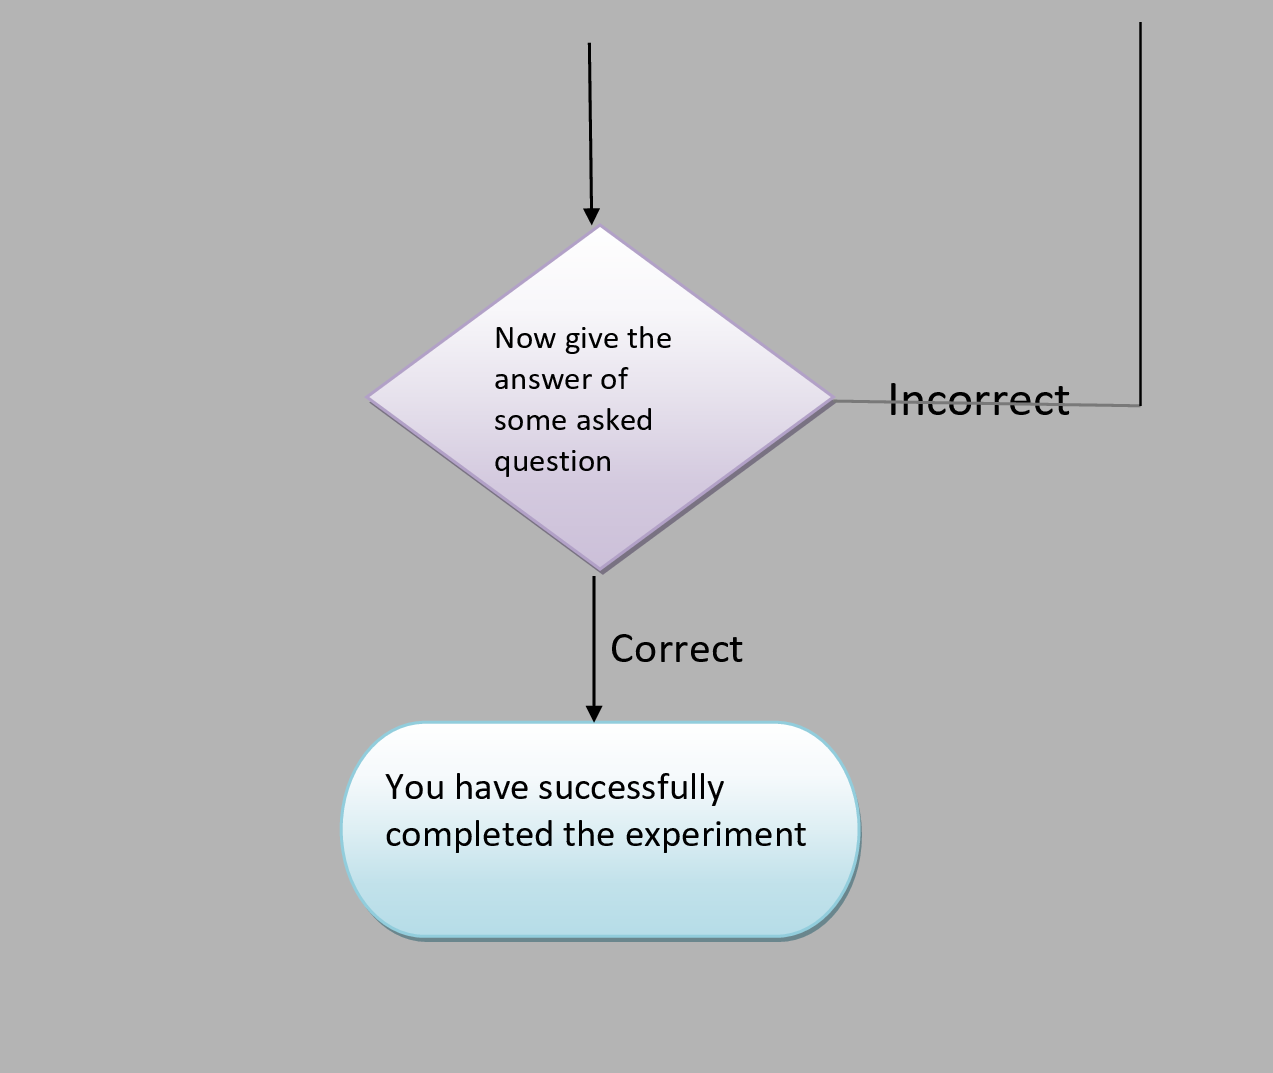 Now give the
answer of
some asked
question
Incorrect
Correct
You have successfully
completed the experiment